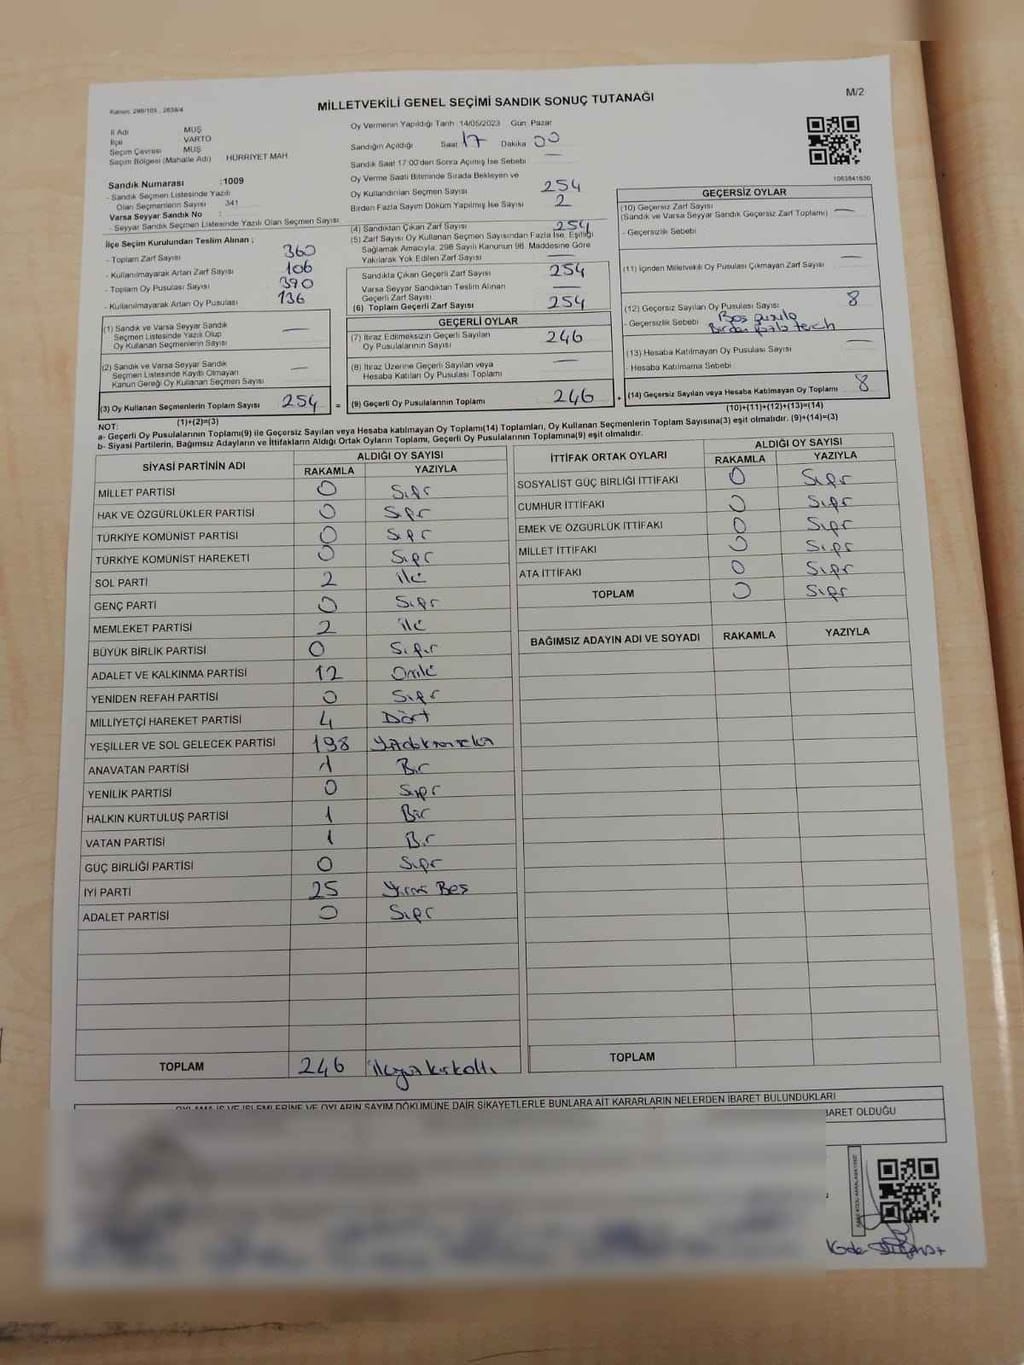 Kanun: 298/105 , 2839/4
MİLLETVEKİLİ GENEL SEÇİMİ SANDIK SONUÇ TUTANAĞI
M/2
İl Adı MUŞ
İlçe VARTO
Seçim Çevresi MUŞ
Seçim Bölgesi (Mahalle Adı) HÜRRİYET MAH
Sandık Numarası :1009
- Sandık Seçmen Listesinde Yazılı
Olan Seçmenlerin Sayısı 341
Varsa Seyyar Sandık No :
- Seyyar Sandık Seçmen Listesinde Yazılı Olan Seçmen Sayısı
İlçe Seçim Kurulundan Teslim Alınan ;
- Toplam Zarf Sayısı 360
- Kullanılmayarak Artan Zarf Sayısı 106
- Toplam Oy Pusulası Sayısı 390
- Kullanılmayarak Artan Oy Pusulası 136
(1) Sandık ve Varsa Seyyar Sandık
Seçmen Listesinde Yazılı Olup
Oy Kullanan Seçmenlerin Sayısı —
(2) Sandık ve Varsa Seyyar Sandık
Seçmen Listesinde Kaydı Olmayan
Kanun Gereği Oy Kullanan Seçmen Sayısı —
(3) Oy Kullanan Seçmenlerin Toplam Sayısı 254 =
(1)+(2)=(3)
Oy Vermenin Yapıldığı Tarih :14/05/2023 Gün: Pazar
Sandığın Açıldığı Saat 17 Dakika 00
Sandık Saat 17:00'den Sonra Açılmış İse Sebebi —
Oy Verme Saati Bitiminde Sırada Bekleyen ve
Oy Kullandırılan Seçmen Sayısı 254
Birden Fazla Sayım Döküm Yapılmış İse Sayısı 2
(4) Sandıktan Çıkan Zarf Sayısı 254
(5) Zarf Sayısı Oy Kullanan Seçmen Sayısından Fazla İse, Eşitliği
Sağlamak Amacıyla, 298 Sayılı Kanunun 98. Maddesine Göre
Yakılarak Yok Edilen Zarf Sayısı —
Sandıkta Çıkan Geçerli Zarf Sayısı 254
Varsa Seyyar Sandıktan Teslim Alınan
Geçerli Zarf Sayısı —
(6) Toplam Geçerli Zarf Sayısı 254
GEÇERLİ OYLAR
(7) İtiraz Edilmeksizin Geçerli Sayılan
Oy Pusulalarının Sayısı 246
(8) İtiraz Üzerine Geçerli Sayılan veya
Hesaba Katılan Oy Pusulası Toplamı —
(9) Geçerli Oy Pusulalarının Toplamı 246 +
1063841630
GEÇERSİZ OYLAR
(10) Geçersiz Zarf Sayısı
(Sandık ve Varsa Seyyar Sandık Geçersiz Zarf Toplamı) —
- Geçersizlik Sebebi
(11) İçinden Milletvekili Oy Pusulası Çıkmayan Zarf Sayısı —
(12) Geçersiz Sayılan Oy Pusulası Sayısı 8
- Geçersizlik Sebebi Boş pusula
Birden fazla tercih
(13) Hesaba Katılmayan Oy Pusulası Sayısı —
- Hesaba Katılmama Sebebi
(14) Geçersiz Sayılan veya Hesaba Katılmayan Oy Toplamı 8
(10)+(11)+(12)+(13)=(14)
NOT:
a- Geçerli Oy Pusulalarının Toplamı(9) ile Geçersiz Sayılan veya Hesaba Katılmayan Oy Toplamı(14) Toplamları, Oy Kullanan Seçmenlerin Toplam Sayısına(3) eşit olmalıdır. (9)+(14)=(3)
b- Siyasi Partilerin, Bağımsız Adayların ve İttifakların Aldığı Ortak Oyların Toplamı, Geçerli Oy Pusulalarının Toplamına(9) eşit olmalıdır.
SİYASİ PARTİNİN ADI ALDIĞI OY SAYISI
RAKAMLA YAZIYLA
MİLLET PARTİSİ 0 Sıfır
HAK VE ÖZGÜRLÜKLER PARTİSİ 0 Sıfır
TÜRKİYE KOMÜNİST PARTİSİ 0 Sıfır
TÜRKİYE KOMÜNİST HAREKETİ 0 Sıfır
SOL PARTİ 2 iki
GENÇ PARTİ 0 Sıfır
MEMLEKET PARTİSİ 2 iki
BÜYÜK BİRLİK PARTİSİ 0 Sıfır
ADALET VE KALKINMA PARTİSİ 12 Oniki
YENİDEN REFAH PARTİSİ 0 Sıfır
MİLLİYETÇİ HAREKET PARTİSİ 4 Dört
YEŞİLLER VE SOL GELECEK PARTİSİ 198
ANAVATAN PARTİSİ 1 Bir
YENİLİK PARTİSİ 0 Sıfır
HALKIN KURTULUŞ PARTİSİ 1 Bir
VATAN PARTİSİ 1 Bir
GÜÇ BİRLİĞİ PARTİSİ 0 Sıfır
İYİ PARTİ 25 Yirmi Beş
ADALET PARTİSİ 0 Sıfır
TOPLAM 246
İTTİFAK ORTAK OYLARI ALDIĞI OY SAYISI
RAKAMLA YAZIYLA
SOSYALİST GÜÇ BİRLİĞİ İTTİFAKI 0 Sıfır
CUMHUR İTTİFAKI 0 Sıfır
EMEK VE ÖZGÜRLÜK İTTİFAKI 0 Sıfır
MİLLET İTTİFAKI 0 Sıfır
ATA İTTİFAKI 0 Sıfır
TOPLAM 0 Sıfır
BAĞIMSIZ ADAYIN ADI VE SOYADI RAKAMLA YAZIYLA
TOPLAM
OYLAMA İŞ VE İŞLEMLERİNE VE OYLARIN SAYIM DÖKÜMÜNE DAİR ŞİKAYETLERLE BUNLARA AİT KARARLARIN NELERDEN İBARET BULUNDUKLARI
BARET OLDUĞU